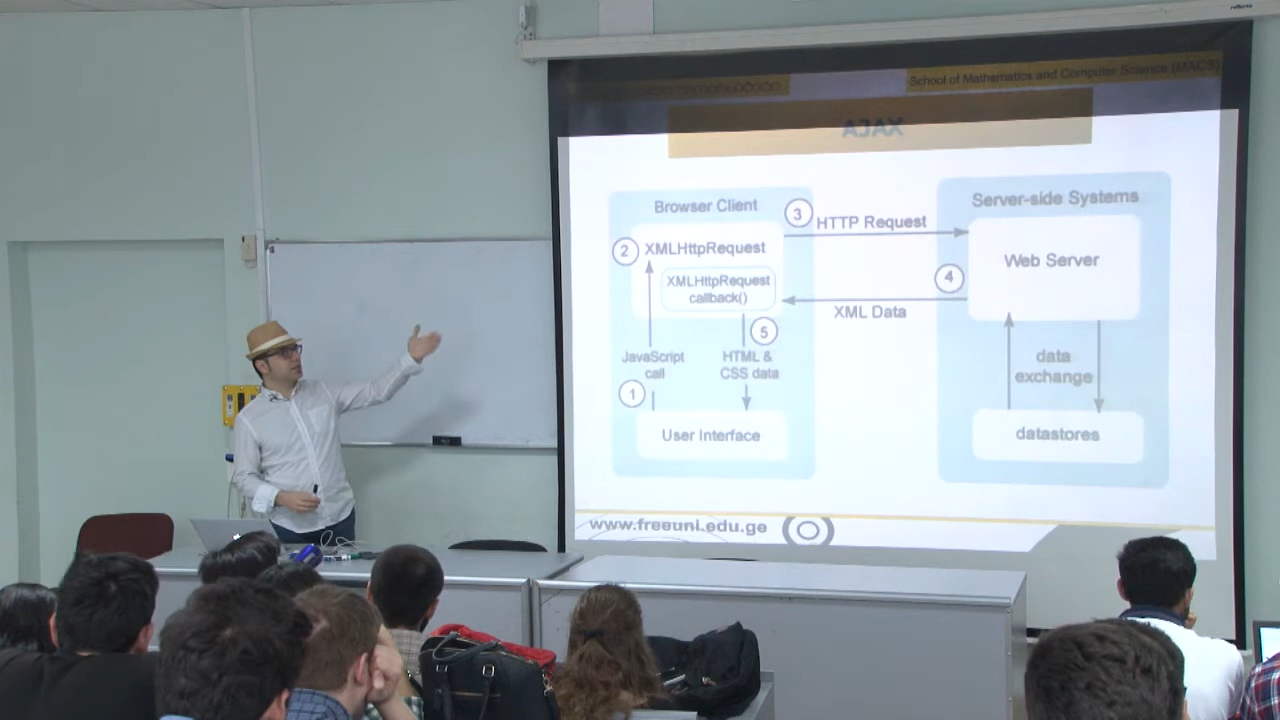 School of Mathematics and Computer Science (MACS)
AJAX
Browser Client
Server-side Systems
3
HTTP Request
2
XMLHttpRequest
Web Server
XMLHttpRequest
callback()
4
XML Data
5
JavaScript
call
HTML &
CSS data
data
exchange
1
User Interface
datastores
www.freeuni.edu.ge